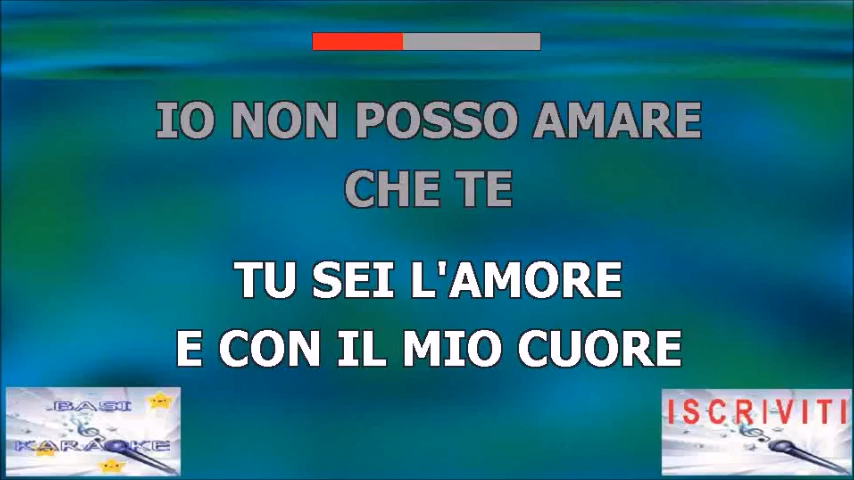 IO NON POSSO AMARE
CHE TE
TU SEI L'AMORE
E CON IL MIO CUORE
BASI
KARAOKE
ISCRIVITI